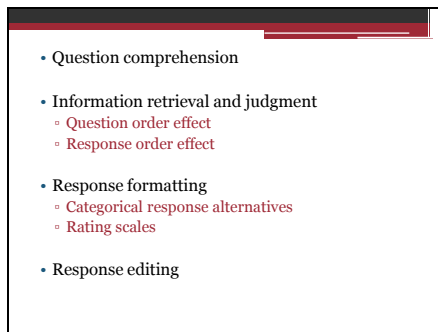 • Question comprehension
• Information retrieval and judgment
▫ Question order effect
▫ Response order effect
• Response formatting
▫ Categorical response alternatives
▫ Rating scales
• Response editing